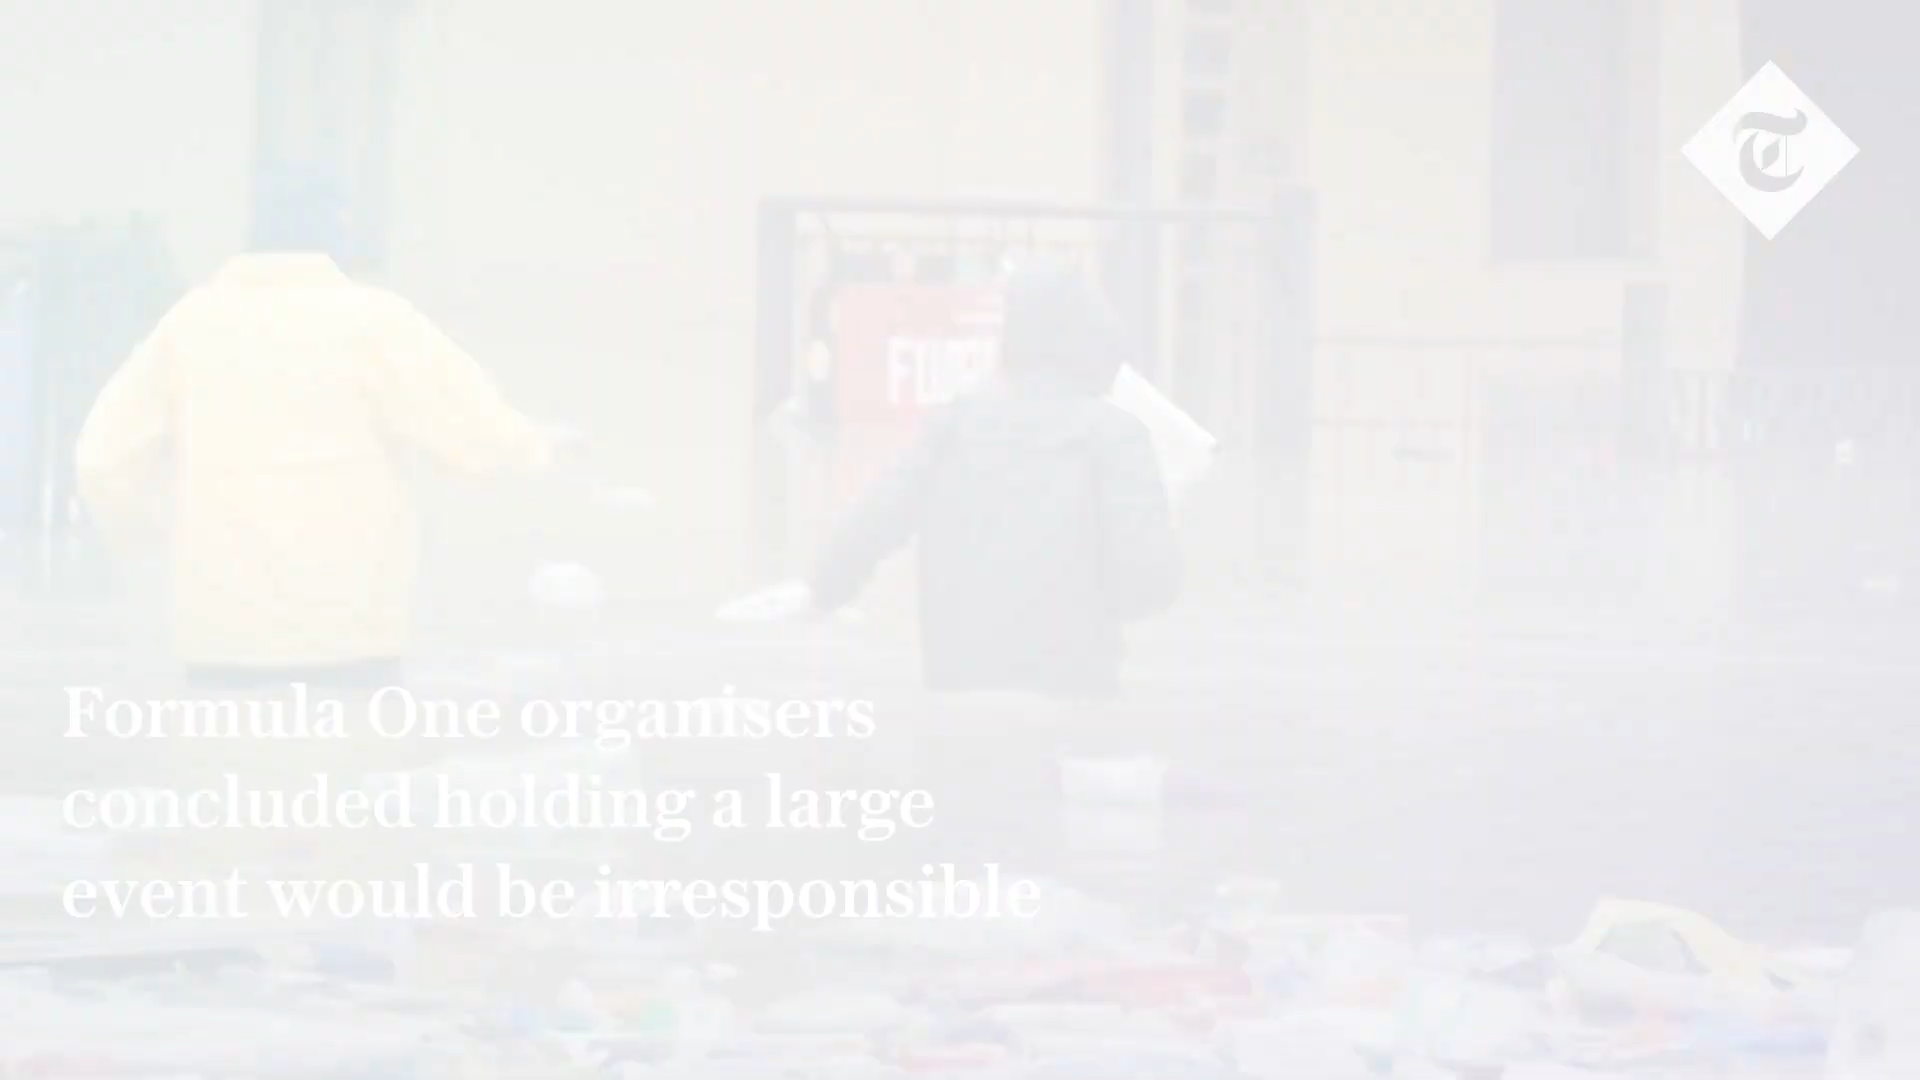 Formula One organisers
concluded holding a large
event would be irresponsible